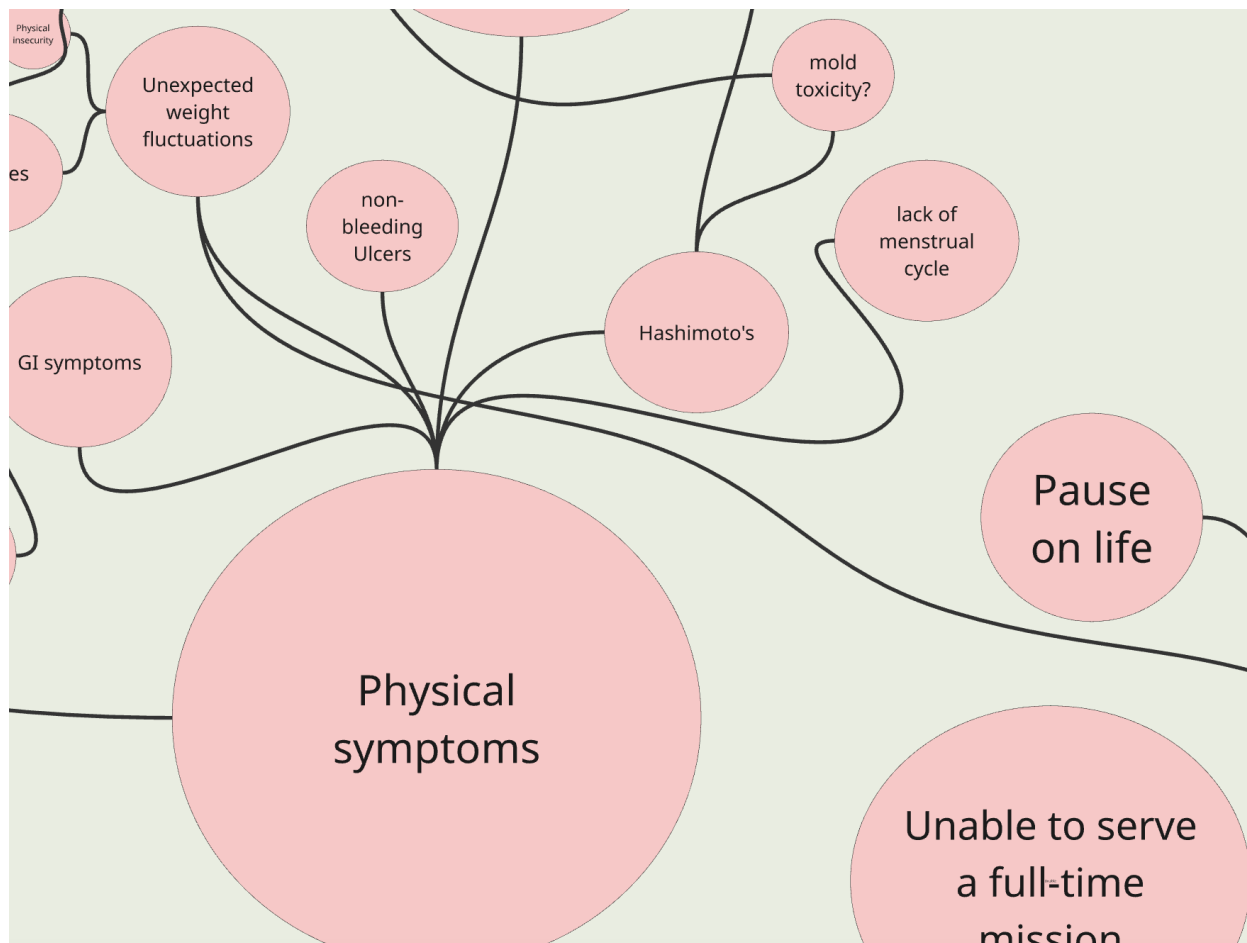 Physical
insecurity
Unexpected
weight
fluctuations
mold
toxicity?
es
non-
bleeding
Ulcers
lack of
menstrual
cycle
Hashimoto's
GI symptoms
Pause
on life
Physical
symptoms
Unable to serve
a full-time
mission